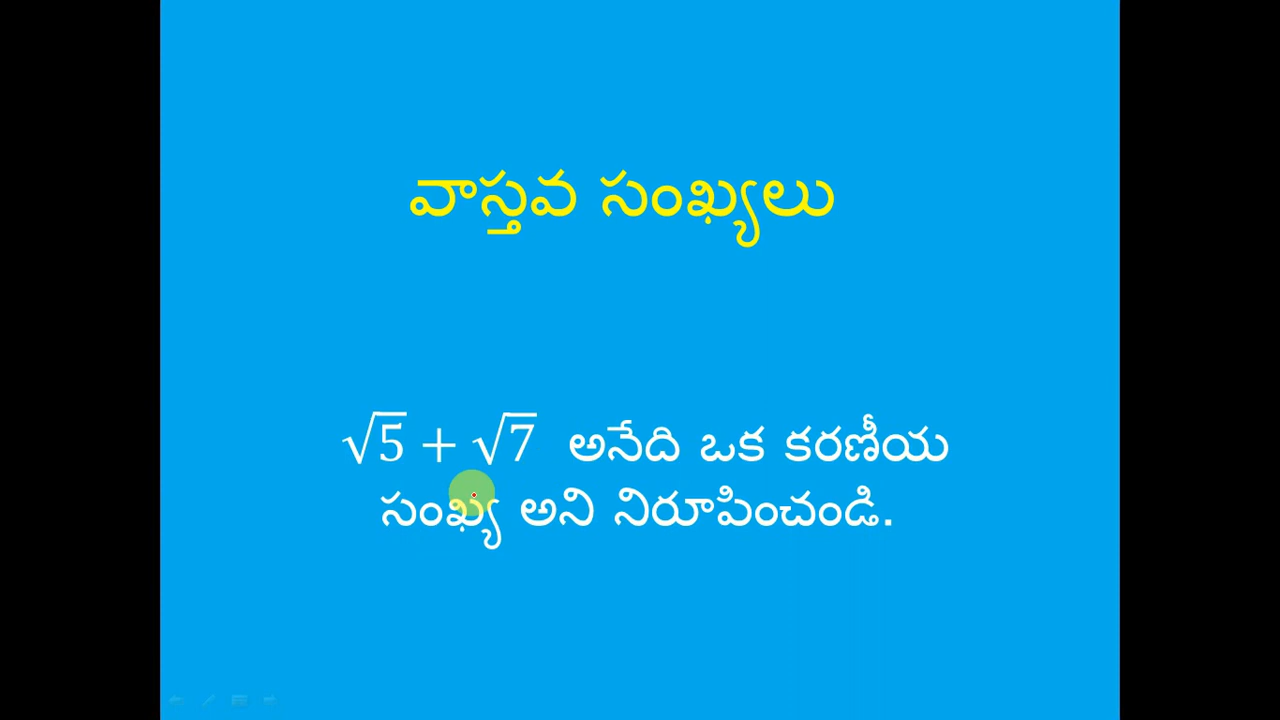 వాస్తవ సంఖ్యలు
√5 + √7 అనేది ఒక కరణీయ
సంఖ్య అని నిరూపించండి.